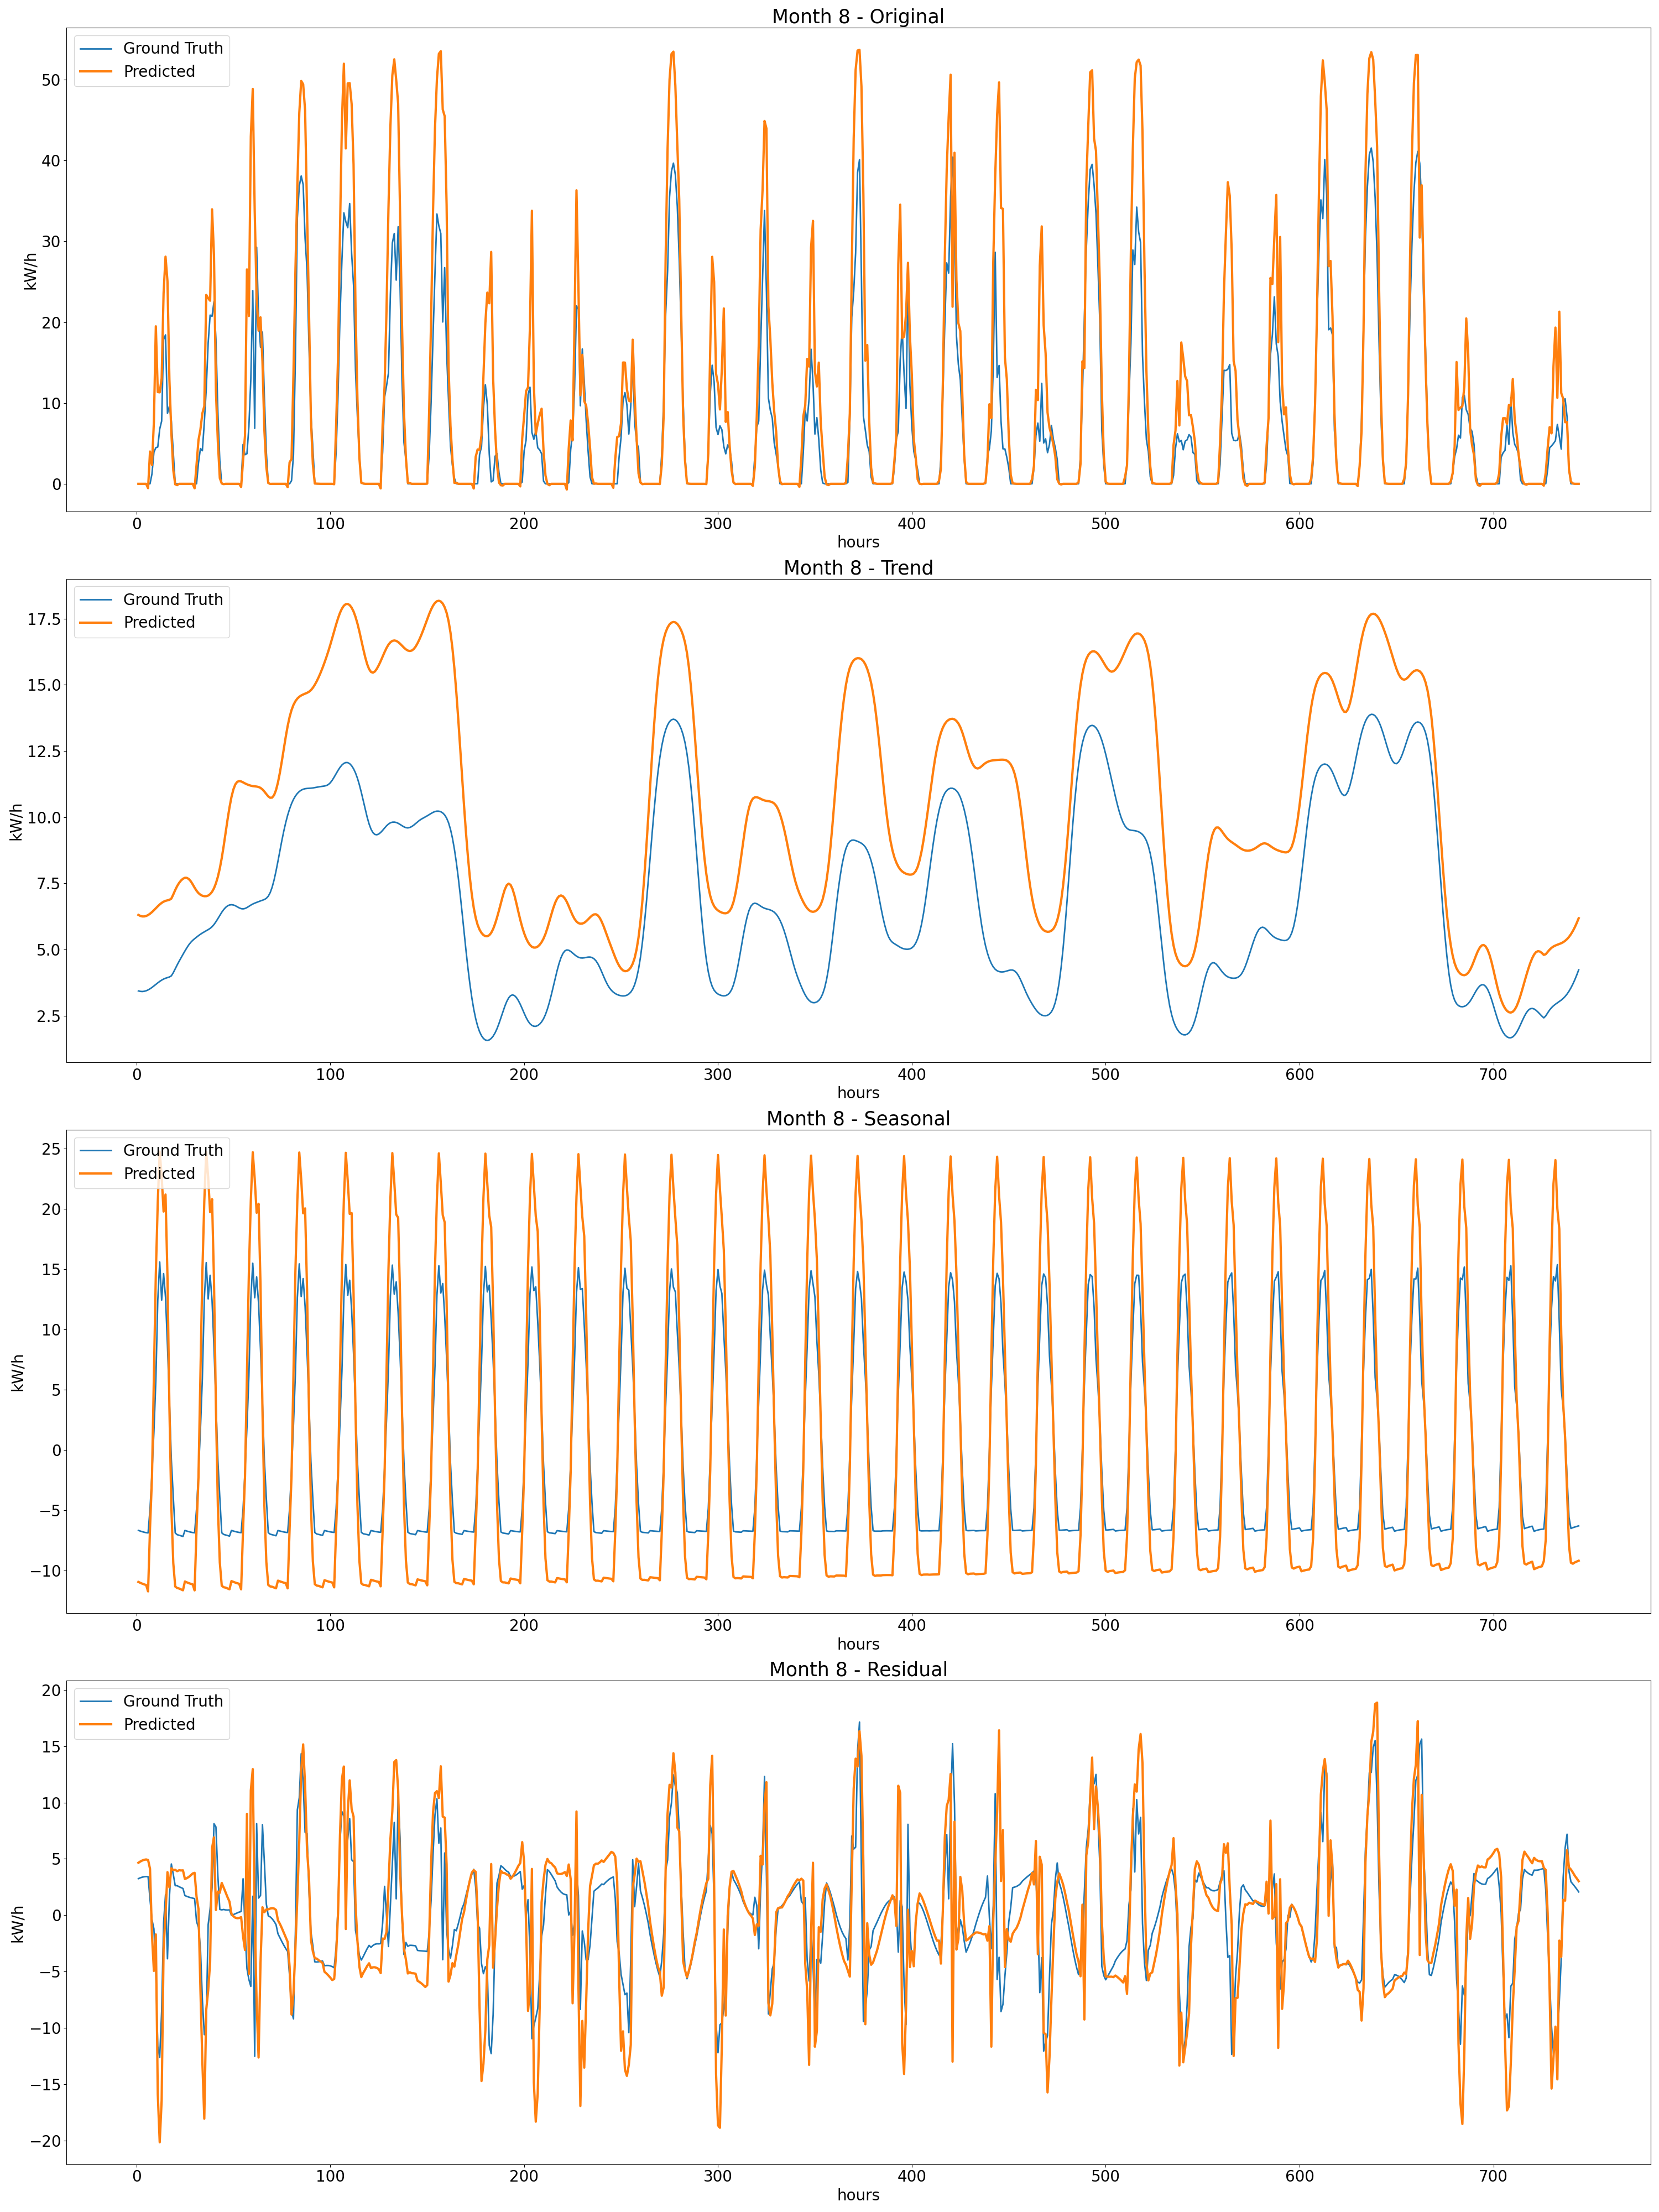 Month 8 - Original
Ground Truth
Predicted
50
40
30
20
10
0
kW/h
0 100 200 300 400 500 600 700
hours
Month 8 - Trend
Ground Truth
Predicted
17.5
15.0
12.5
10.0
7.5
5.0
2.5
kW/h
0 100 200 300 400 500 600 700
hours
Month 8 - Seasonal
Ground Truth
Predicted
25
20
15
10
5
0
−5
−10
kW/h
0 100 200 300 400 500 600 700
hours
Month 8 - Residual
Ground Truth
Predicted
20
15
10
5
0
−5
−10
−15
−20
kW/h
0 100 200 300 400 500 600 700
hours